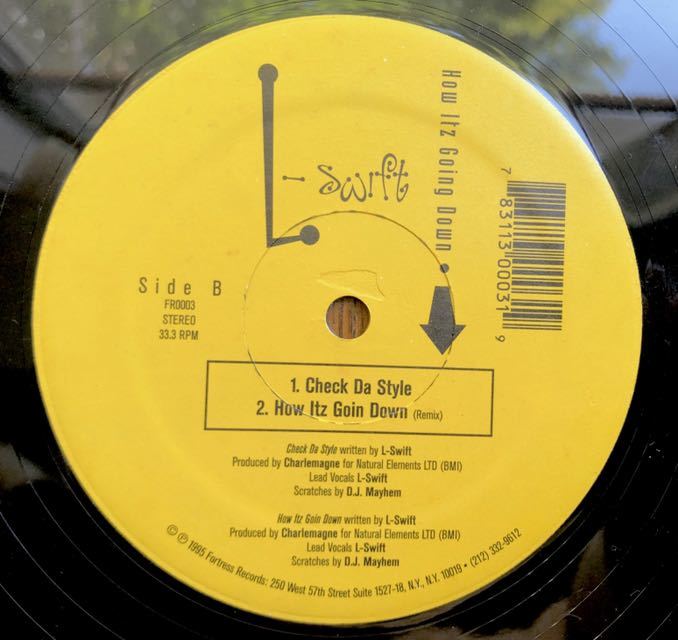 L-Swift
How Itz Going Down
7 83113 00031 9
Side B
FR0003
STEREO
33.3 RPM
1. Check Da Style
2. How Itz Goin Down (Remix)
Check Da Style written by L-Swift
Produced by Charlemagne for Natural Elements LTD (BMI)
Lead Vocals L-Swift
Scratches by D.J. Mayhem
How Itz Goin Down written by L-Swift
Produced by Charlemagne for Natural Elements LTD (BMI)
Lead Vocals L-Swift
Scratches by D.J. Mayhem
© ℗ 1995 Fortress Records: 250 West 57th Street Suite 1527-18, N.Y., N.Y. 10019 • (212) 332-9612